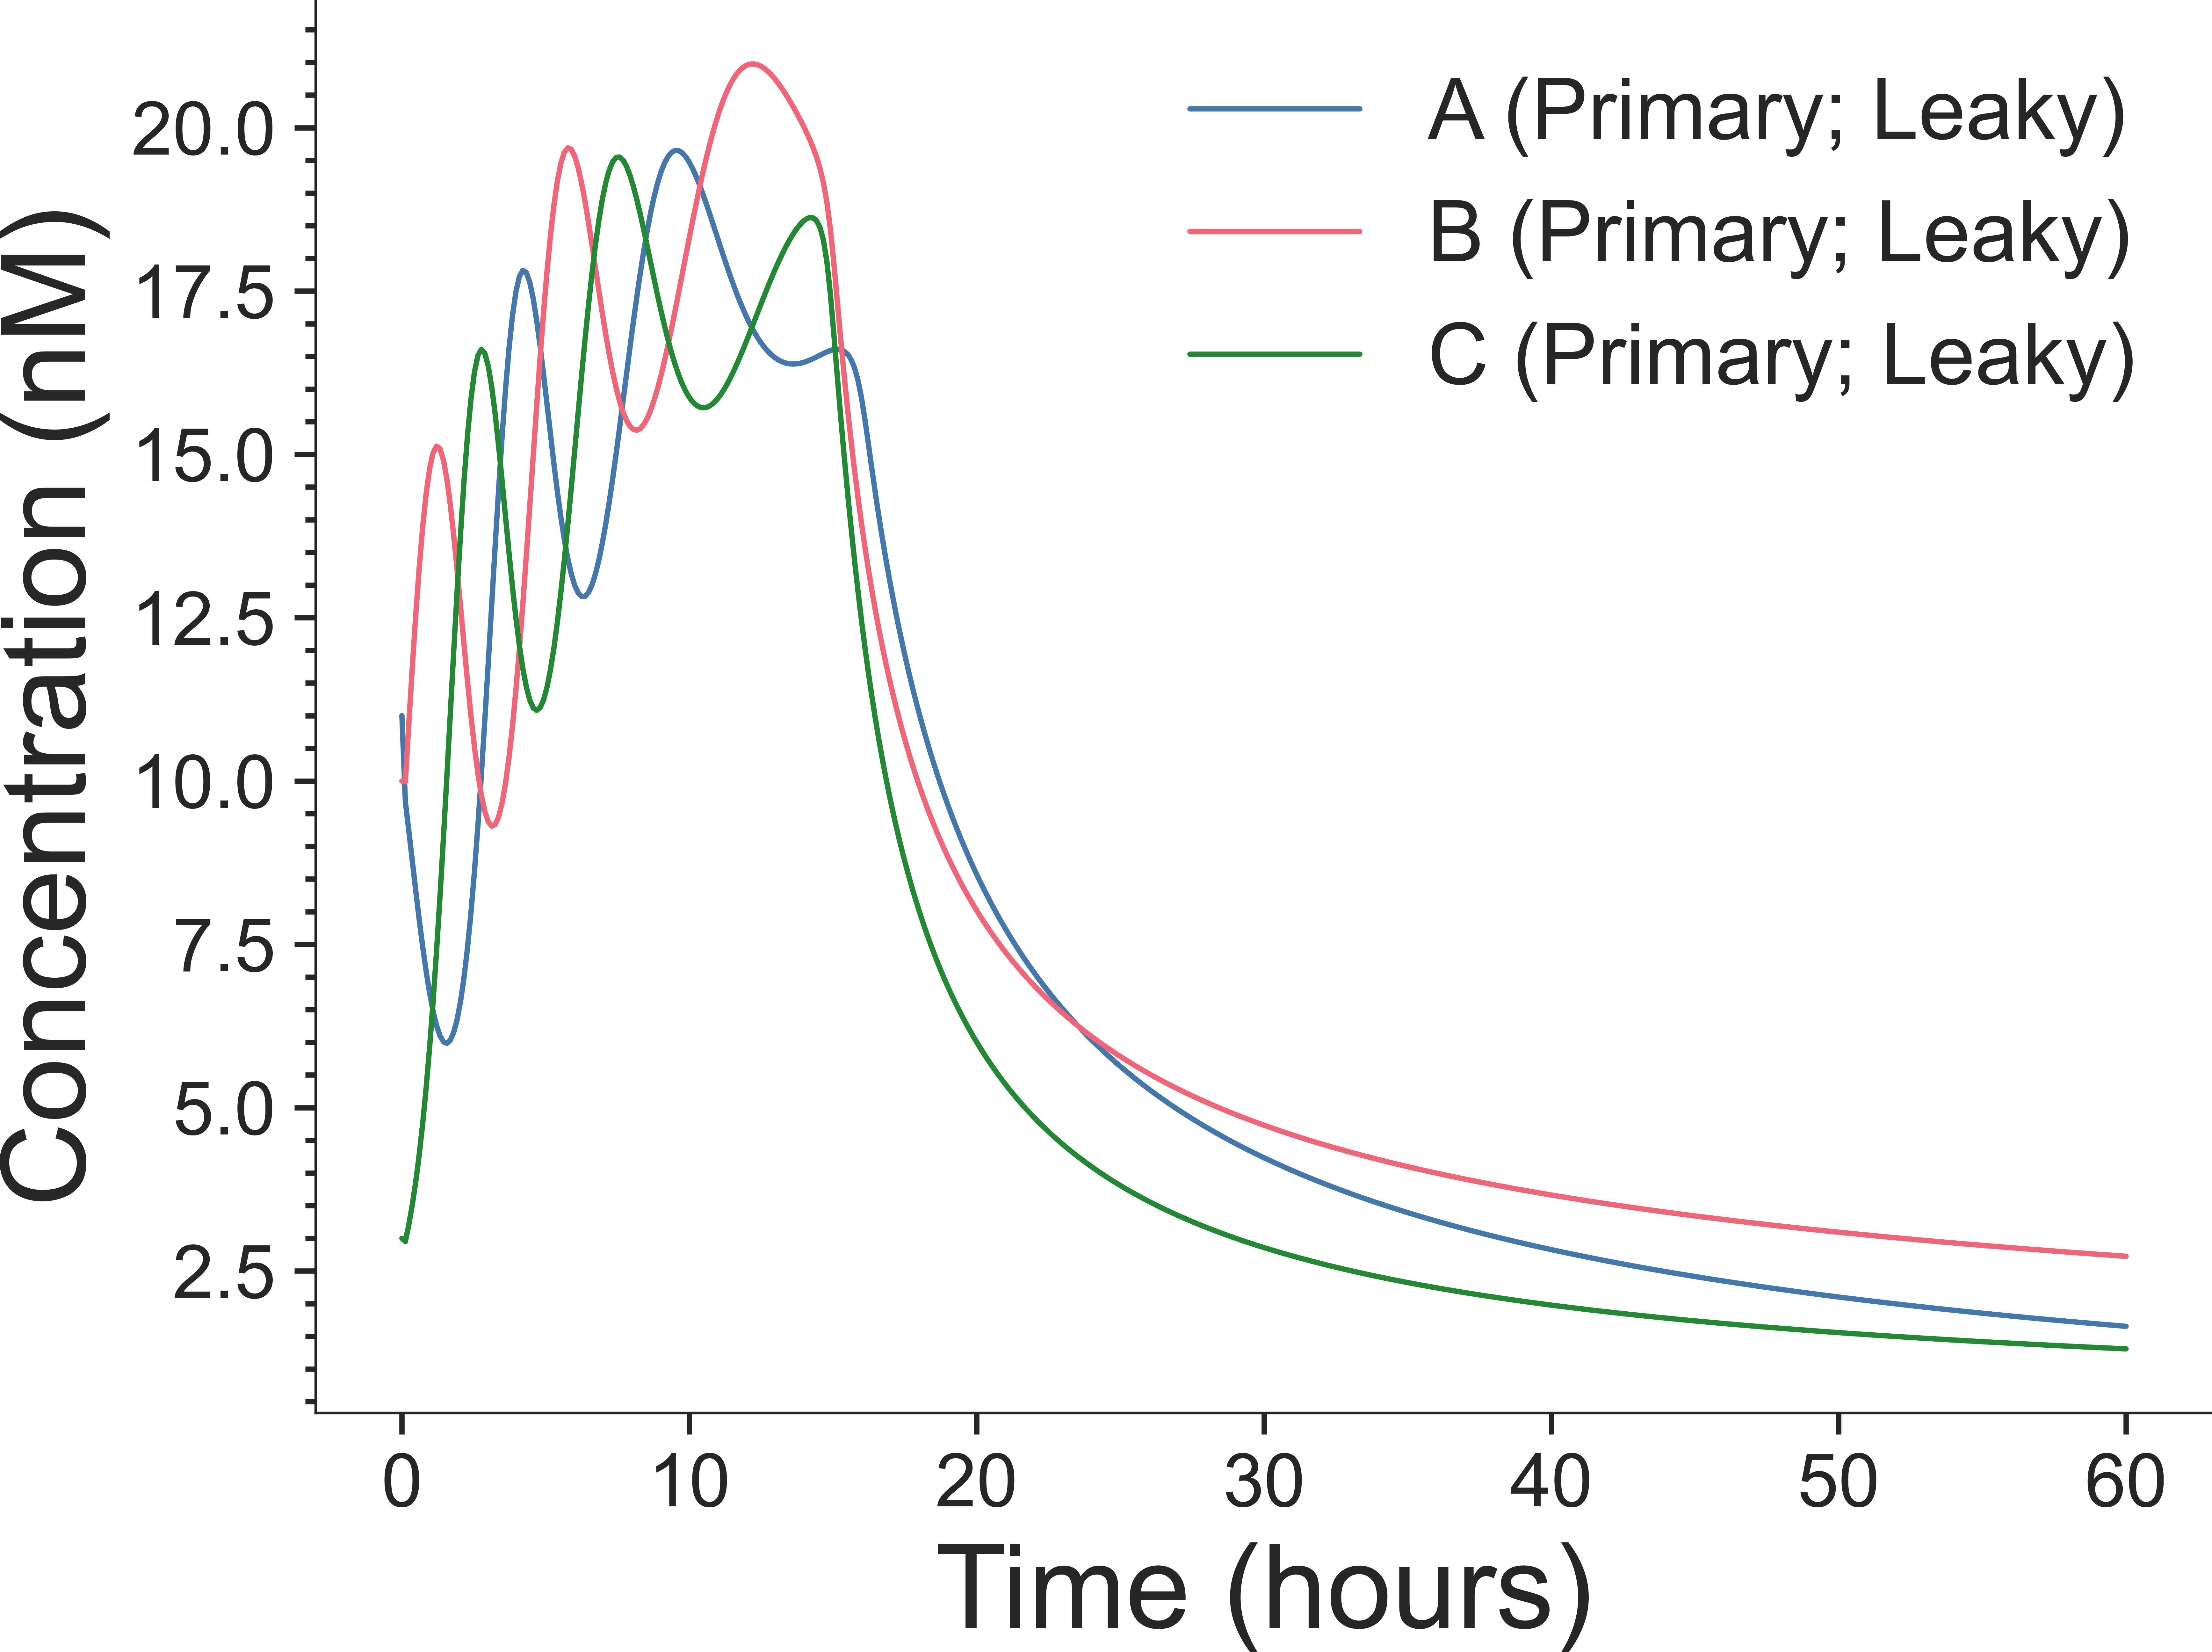 Concentration (nM)
20.0
17.5
15.0
12.5
10.0
7.5
5.0
2.5
A (Primary; Leaky)
B (Primary; Leaky)
C (Primary; Leaky)
0 10 20 30 40 50 60
Time (hours)